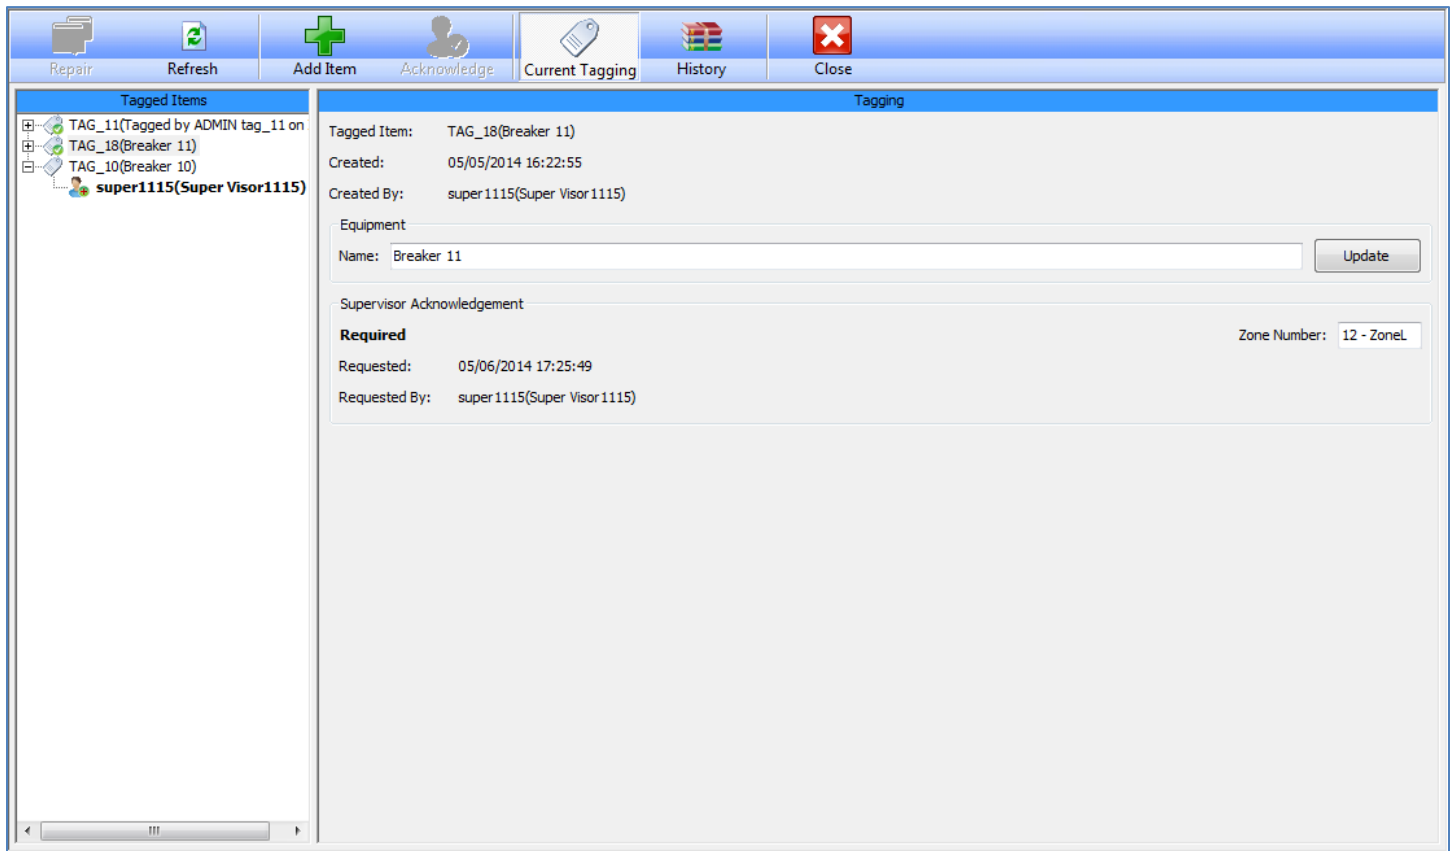 Repair Refresh Add Item Acknowledge Current Tagging History Close
Tagged Items
TAG_11(Tagged by ADMIN tag_11 on
TAG_18(Breaker 11)
TAG_10(Breaker 10)
super1115(Super Visor1115)
Tagging
Tagged Item: TAG_18(Breaker 11)
Created: 05/05/2014 16:22:55
Created By: super1115(Super Visor1115)
Equipment
Name: Breaker 11 Update
Supervisor Acknowledgement
Required Zone Number: 12 - ZoneL
Requested: 05/06/2014 17:25:49
Requested By: super1115(Super Visor1115)